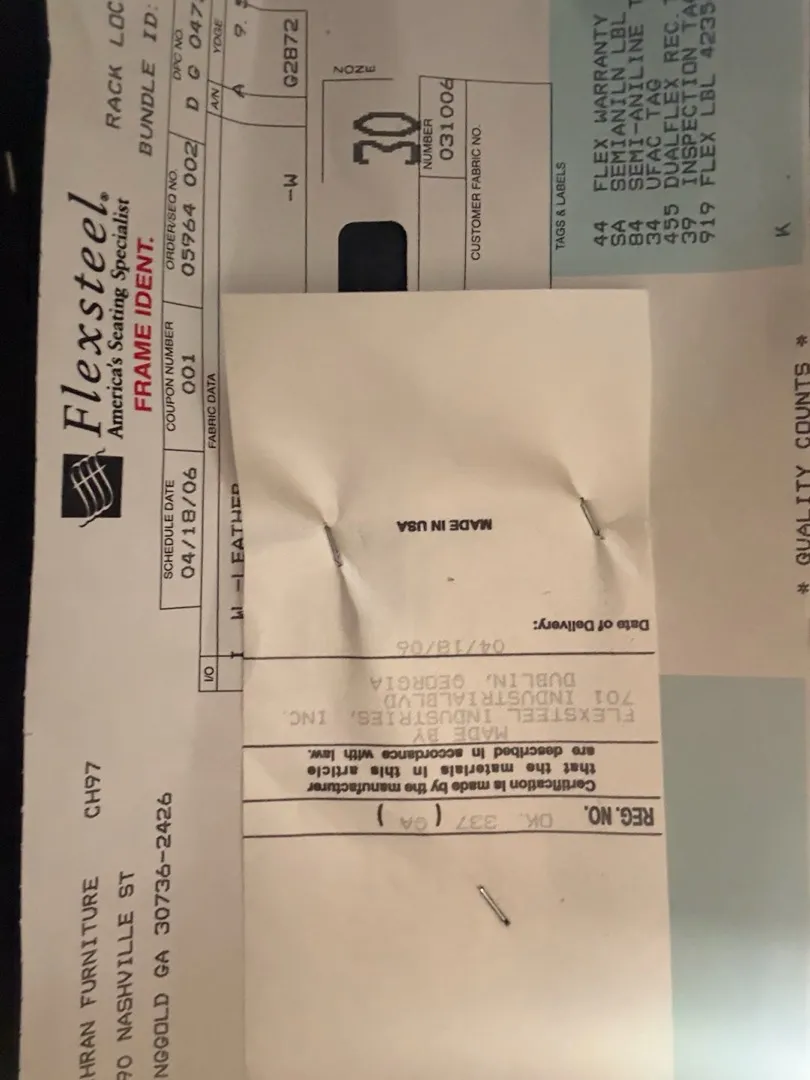 Flexsteel®
America's Seating Specialist
FRAME IDENT.
RACK LOC
BUNDLE ID:
SCHEDULE DATE COUPON NUMBER ORDER/SEQ NO. DPC NO.
04/18/06 001 05964 002 D G 047
I/O FABRIC DATA A/N YDGE
I W -LEATHER A 9.
-W G2872
30
NUMBER
031006
CUSTOMER FABRIC NO.
TAGS & LABELS
44 FLEX WARRANTY
SA SEMIANILN LBL
84 SEMI-ANILINE T
34 UFAC TAG
455 DUALFLEX REC.
39 INSPECTION TA
919 FLEX LBL 4235
K
* QUALITY COUNTS *
HRAN FURNITURE CH97
90 NASHVILLE ST
NGGOLD GA 30736-2426
REG. NO. OK. 337 (GA)
Certification is made by the manufacturer
that the materials in this article
are described in accordance with law.
MADE BY
FLEXSTEEL INDUSTRIES, INC.
701 INDUSTRIALBLVD
DUBLIN, GEORGIA
04/18/06
Date of Delivery:
MADE IN USA